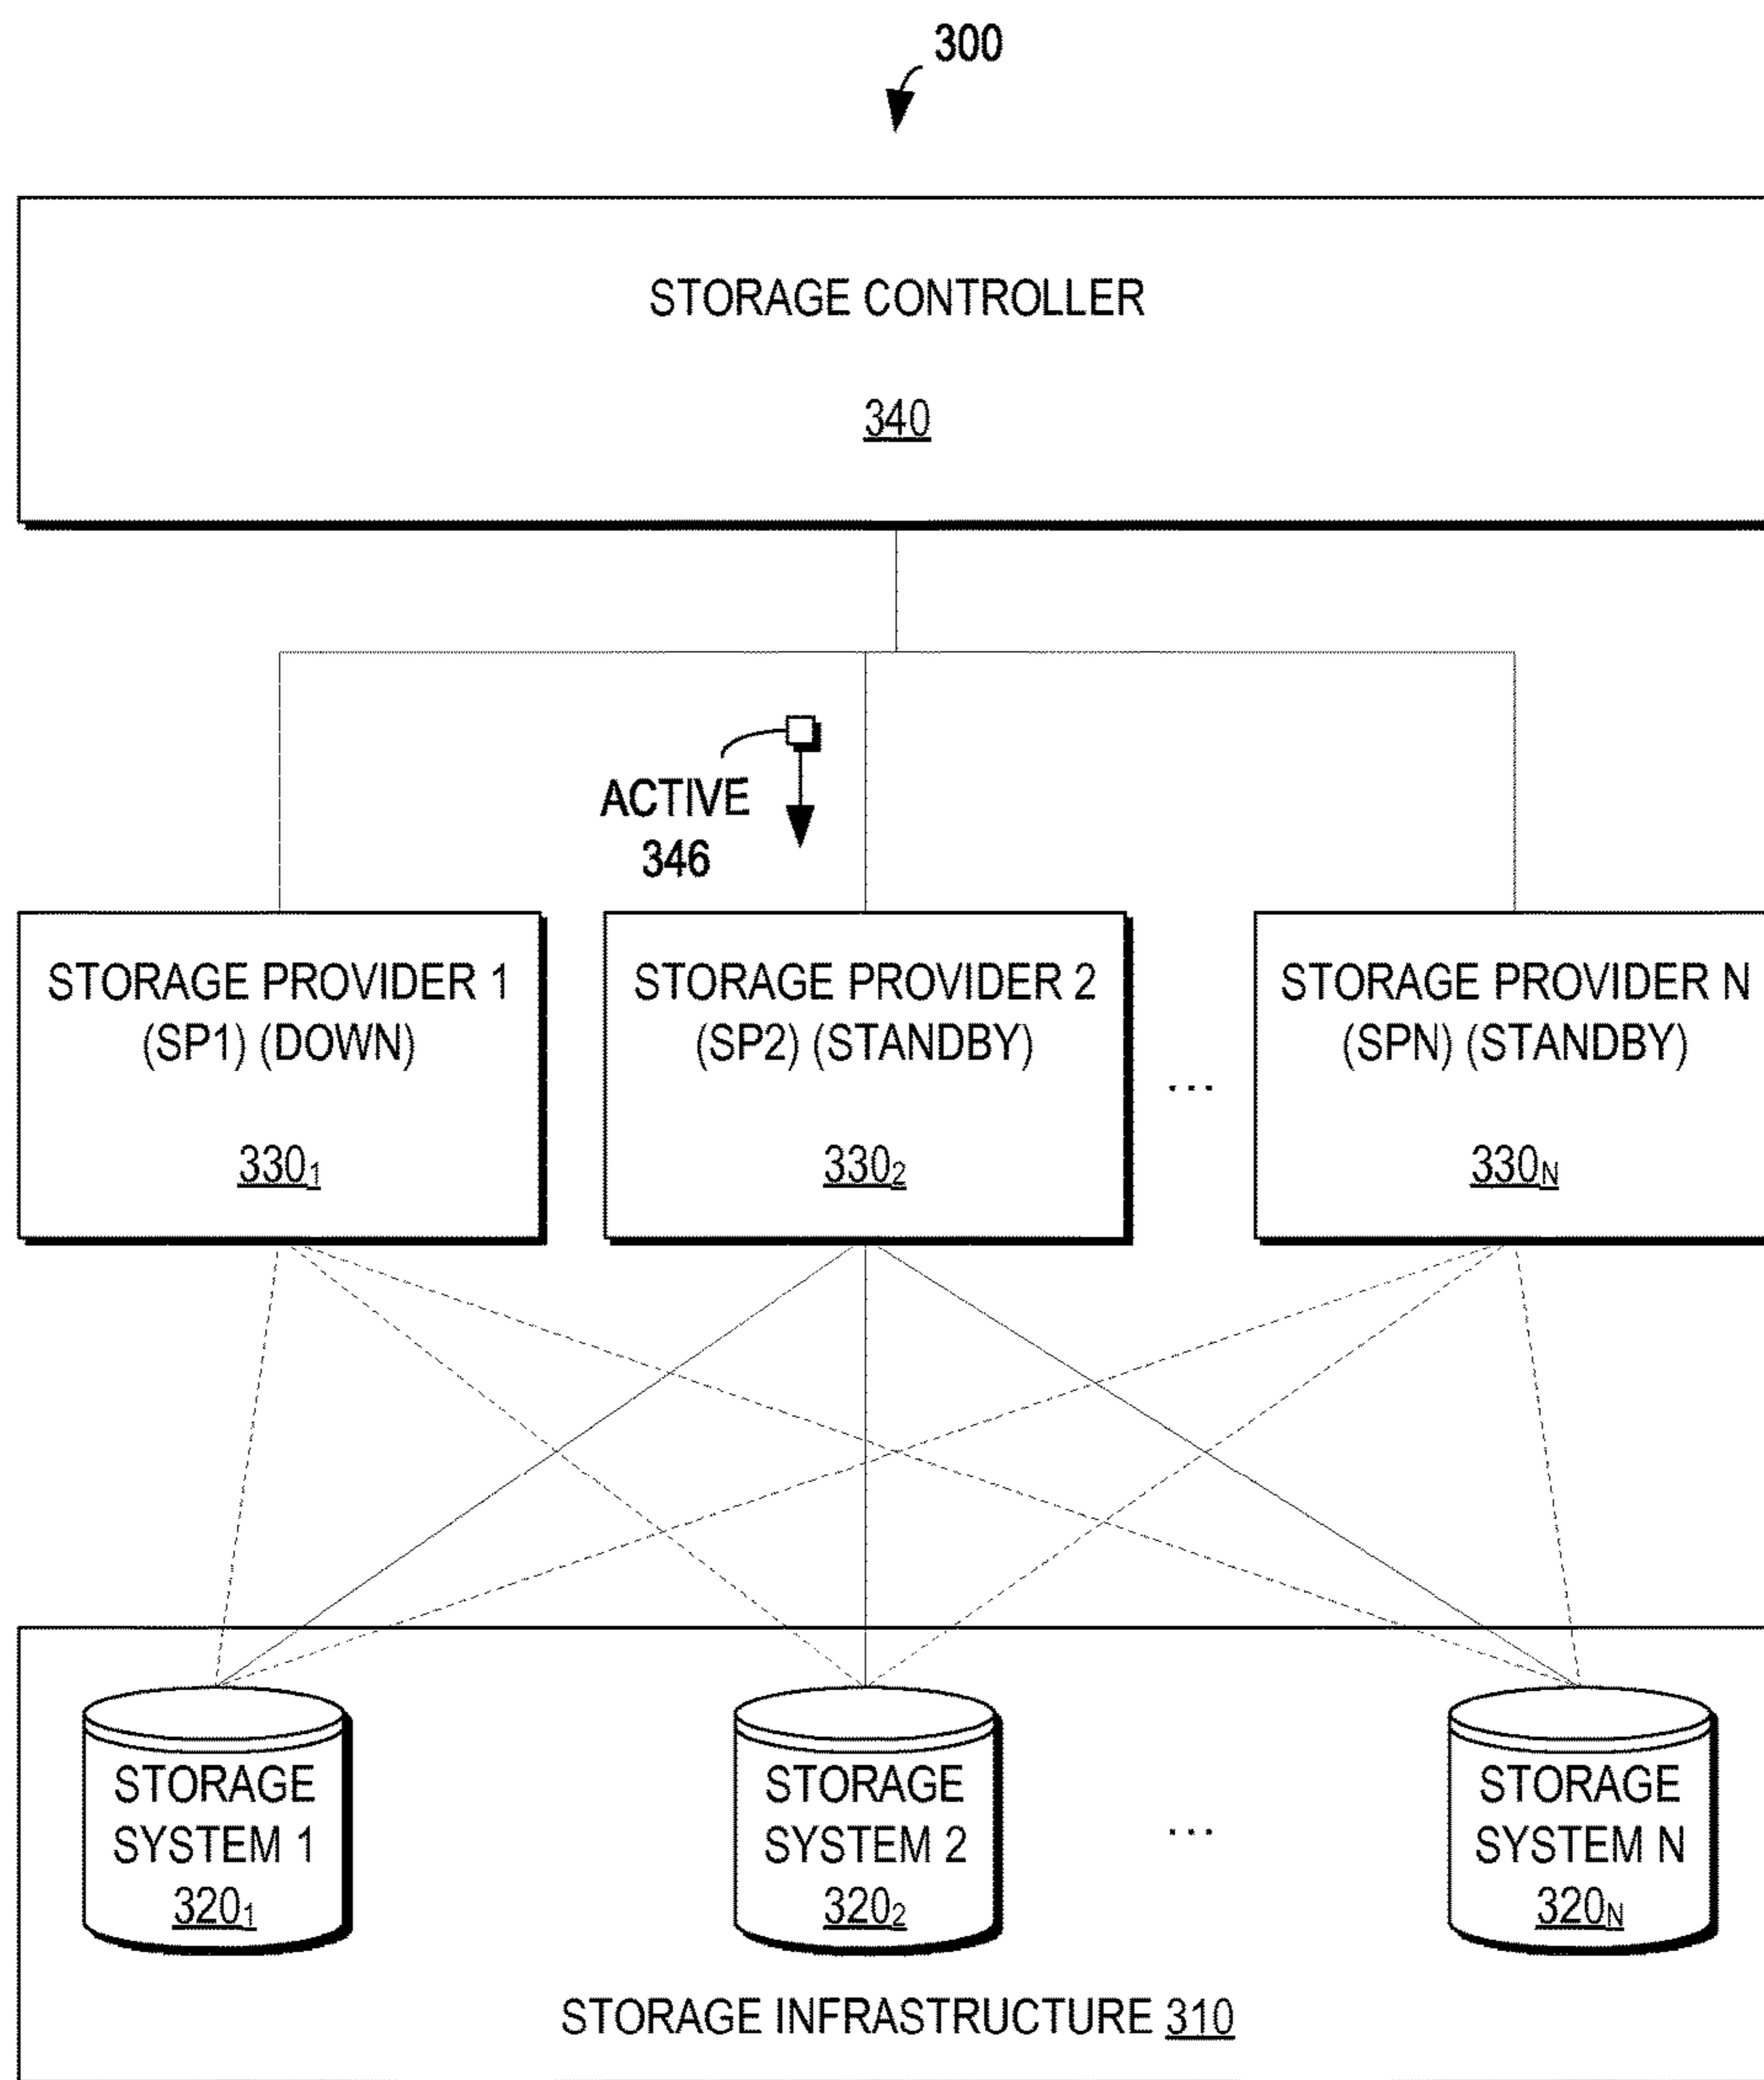 300
STORAGE CONTROLLER
340
ACTIVE
346
STORAGE PROVIDER 1
(SP1) (DOWN)
330₁
STORAGE PROVIDER 2
(SP2) (STANDBY)
330₂
...
STORAGE PROVIDER N
(SPN) (STANDBY)
330N
STORAGE
SYSTEM 1
320₁
STORAGE
SYSTEM 2
320₂
...
STORAGE
SYSTEM N
320N
STORAGE INFRASTRUCTURE 310